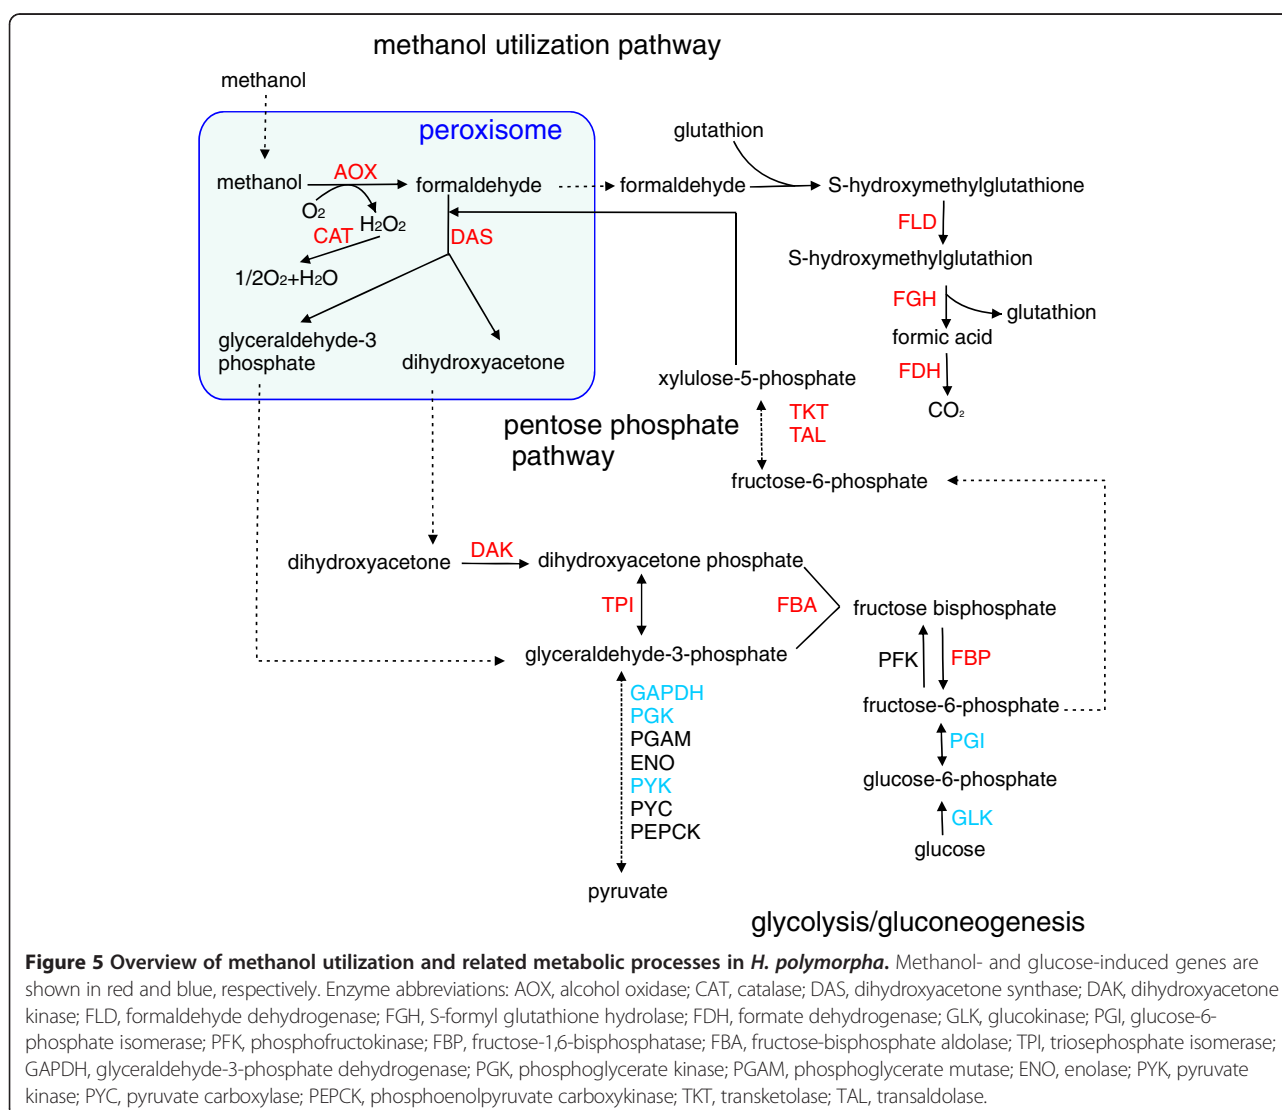 methanol utilization pathway
methanol
peroxisome
glutathion
methanol
AOX
formaldehyde
formaldehyde
S-hydroxymethylglutathione
O2
H2O2
CAT
DAS
FLD
1/2O2+H2O
S-hydroxymethylglutathion
FGH
glutathion
glyceraldehyde-3
phosphate
dihydroxyacetone
formic acid
xylulose-5-phosphate
FDH
CO2
pentose phosphate
pathway
TKT
TAL
fructose-6-phosphate
dihydroxyacetone
DAK
dihydroxyacetone phosphate
TPI
FBA
fructose bisphosphate
glyceraldehyde-3-phosphate
PFK
FBP
GAPDH
PGK
PGAM
ENO
PYK
PYC
PEPCK
fructose-6-phosphate
PGI
glucose-6-phosphate
GLK
glucose
pyruvate
glycolysis/gluconeogenesis
Figure 5 Overview of methanol utilization and related metabolic processes in H. polymorpha. Methanol- and glucose-induced genes are
shown in red and blue, respectively. Enzyme abbreviations: AOX, alcohol oxidase; CAT, catalase; DAS, dihydroxyacetone synthase; DAK, dihydroxyacetone
kinase; FLD, formaldehyde dehydrogenase; FGH, S-formyl glutathione hydrolase; FDH, formate dehydrogenase; GLK, glucokinase; PGI, glucose-6-
phosphate isomerase; PFK, phosphofructokinase; FBP, fructose-1,6-bisphosphatase; FBA, fructose-bisphosphate aldolase; TPI, triosephosphate isomerase;
GAPDH, glyceraldehyde-3-phosphate dehydrogenase; PGK, phosphoglycerate kinase; PGAM, phosphoglycerate mutase; ENO, enolase; PYK, pyruvate
kinase; PYC, pyruvate carboxylase; PEPCK, phosphoenolpyruvate carboxykinase; TKT, transketolase; TAL, transaldolase.